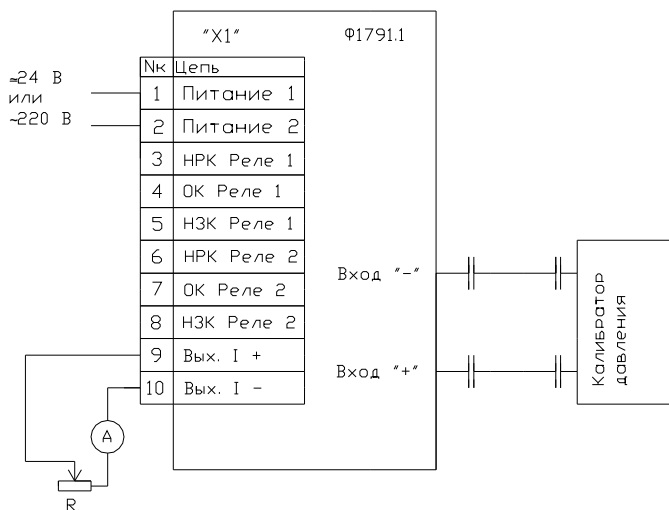 "X1"
Ф1791.1
Nк Цепь
≂24 В
или
~220 В
1 Питание 1
2 Питание 2
3 НРК Реле 1
4 ОК Реле 1
5 НЗК Реле 1
6 НРК Реле 2
7 ОК Реле 2
8 НЗК Реле 2
9 Вых. I +
10 Вых. I -
Вход "-"
Вход "+"
Калибратор
давления
A
R